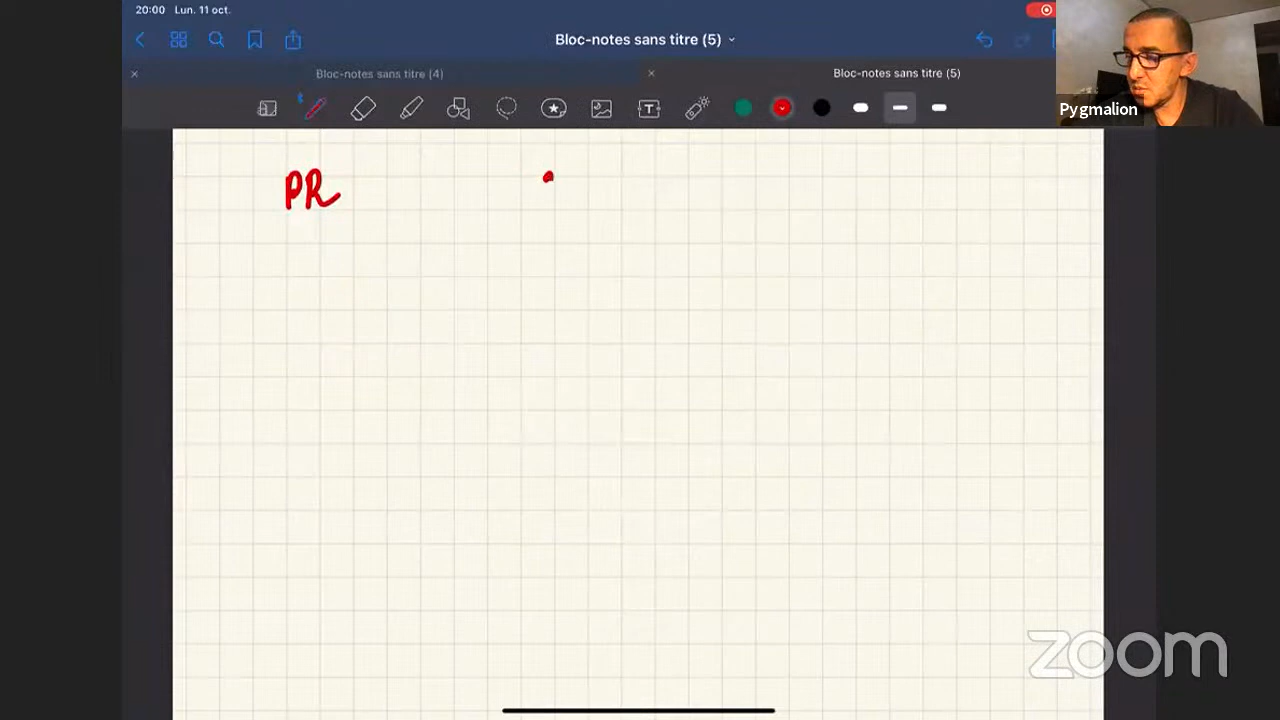 20:00 Lun. 11 oct.
Bloc-notes sans titre (5)
Bloc-notes sans titre (4)
Bloc-notes sans titre (5)
T
Pygmalion
PR
zoom